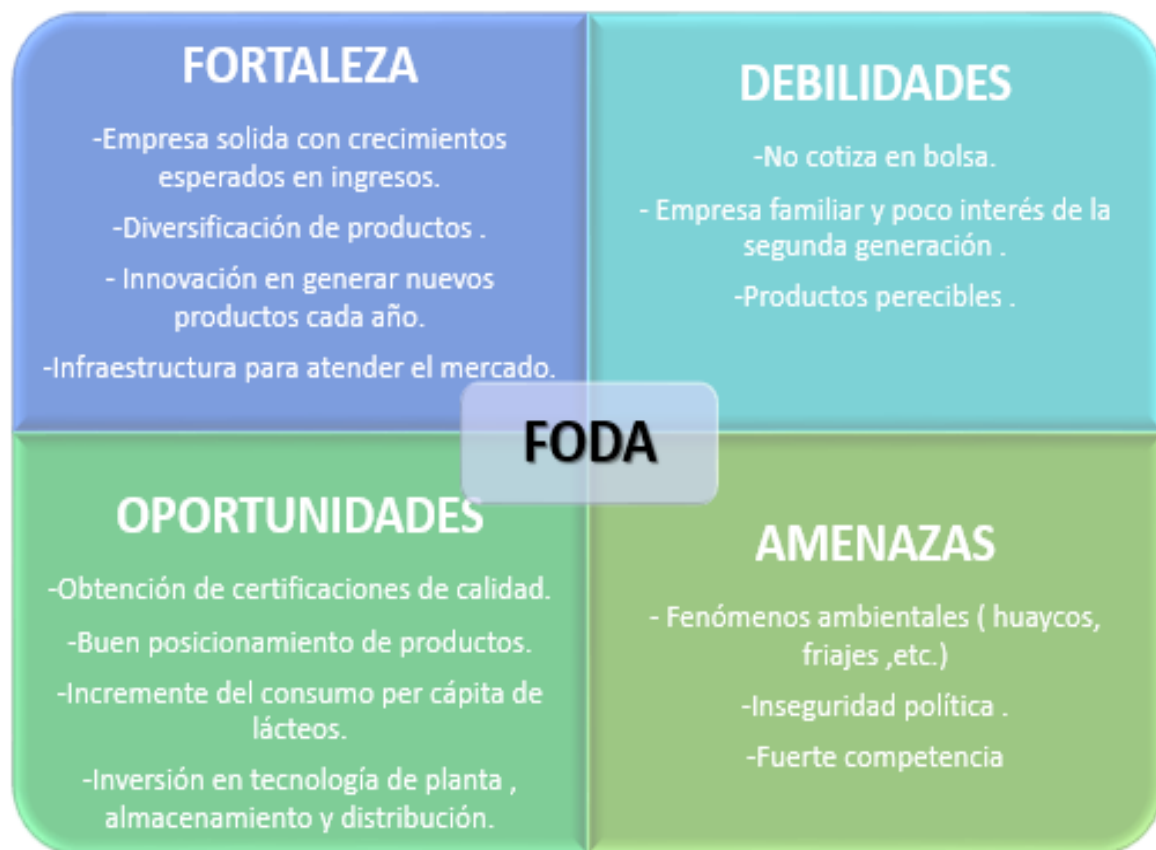 FORTALEZA
-Empresa solida con crecimientos
esperados en ingresos.
-Diversificación de productos .
- Innovación en generar nuevos
productos cada año.
-Infraestructura para atender el mercado.
DEBILIDADES
-No cotiza en bolsa.
- Empresa familiar y poco interés de la
segunda generación .
-Productos perecibles .
FODA
OPORTUNIDADES
-Obtención de certificaciones de calidad.
-Buen posicionamiento de productos.
-Incremente del consumo per cápita de
lácteos.
-Inversión en tecnología de planta ,
almacenamiento y distribución.
AMENAZAS
- Fenómenos ambientales ( huaycos,
friajes ,etc.)
-Inseguridad política .
-Fuerte competencia